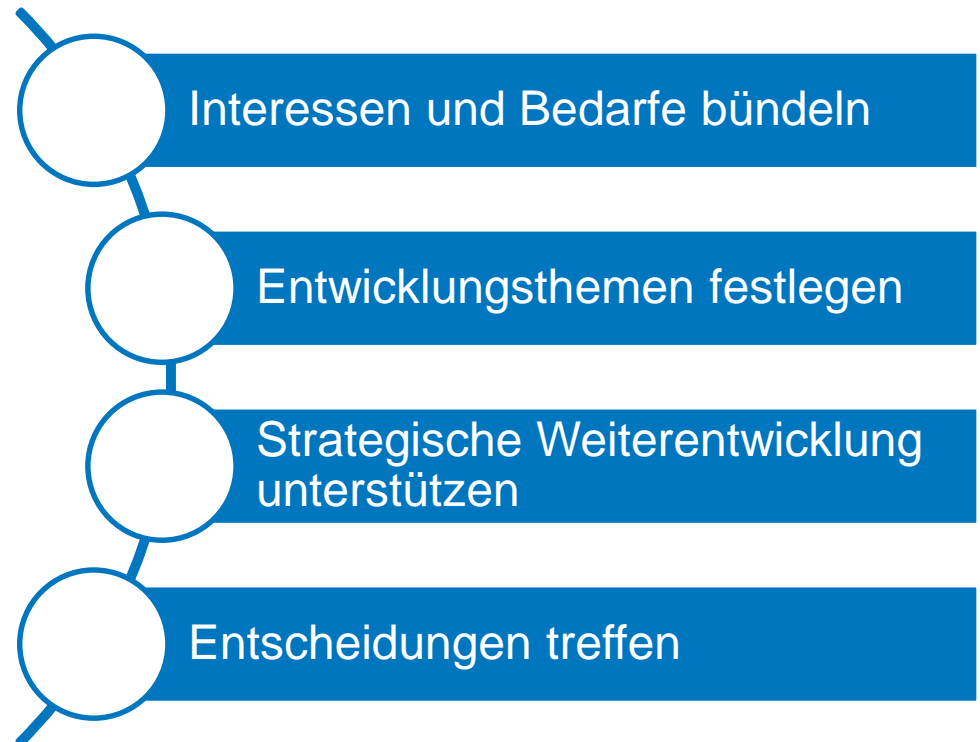 Interessen und Bedarfe bündeln
Entwicklungsthemen festlegen
Strategische Weiterentwicklung
unterstützen
Entscheidungen treffen